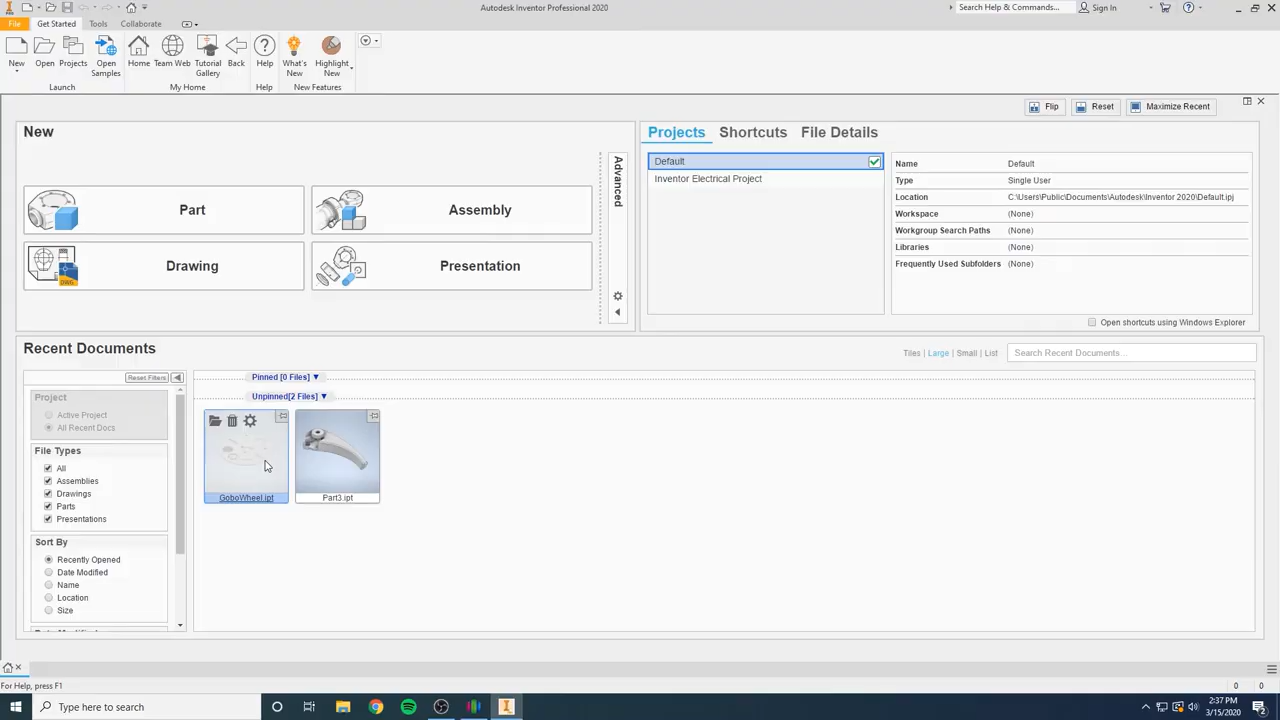 Autodesk Inventor Professional 2020
Search Help & Commands...
Sign In
File
Get Started
Tools
Collaborate
New
Open
Projects
Open Samples
Home
Team Web
Tutorial Gallery
Back
Help
What's New
Highlight New
Launch
My Home
Help
New Features
Flip
Reset
Maximize Recent
New
Part
Assembly
Drawing
Presentation
DWG
Advanced
Projects
Shortcuts
File Details
Default
Inventor Electrical Project
Name Default
Type Single User
Location C:\Users\Public\Documents\Autodesk\Inventor 2020\Default.ipj
Workspace (None)
Workgroup Search Paths (None)
Libraries (None)
Frequently Used Subfolders (None)
Open shortcuts using Windows Explorer
Recent Documents
Tiles | Large | Small | List
Search Recent Documents...
Reset Filters
Project
Active Project
All Recent Docs
File Types
All
Assemblies
Drawings
Parts
Presentations
Sort By
Recently Opened
Date Modified
Name
Location
Size
Pinned [0 Files]
Unpinned[2 Files]
GoboWheel.ipt
Part3.ipt
For Help, press F1
0 0
Type here to search
2:37 PM
3/15/2020
2